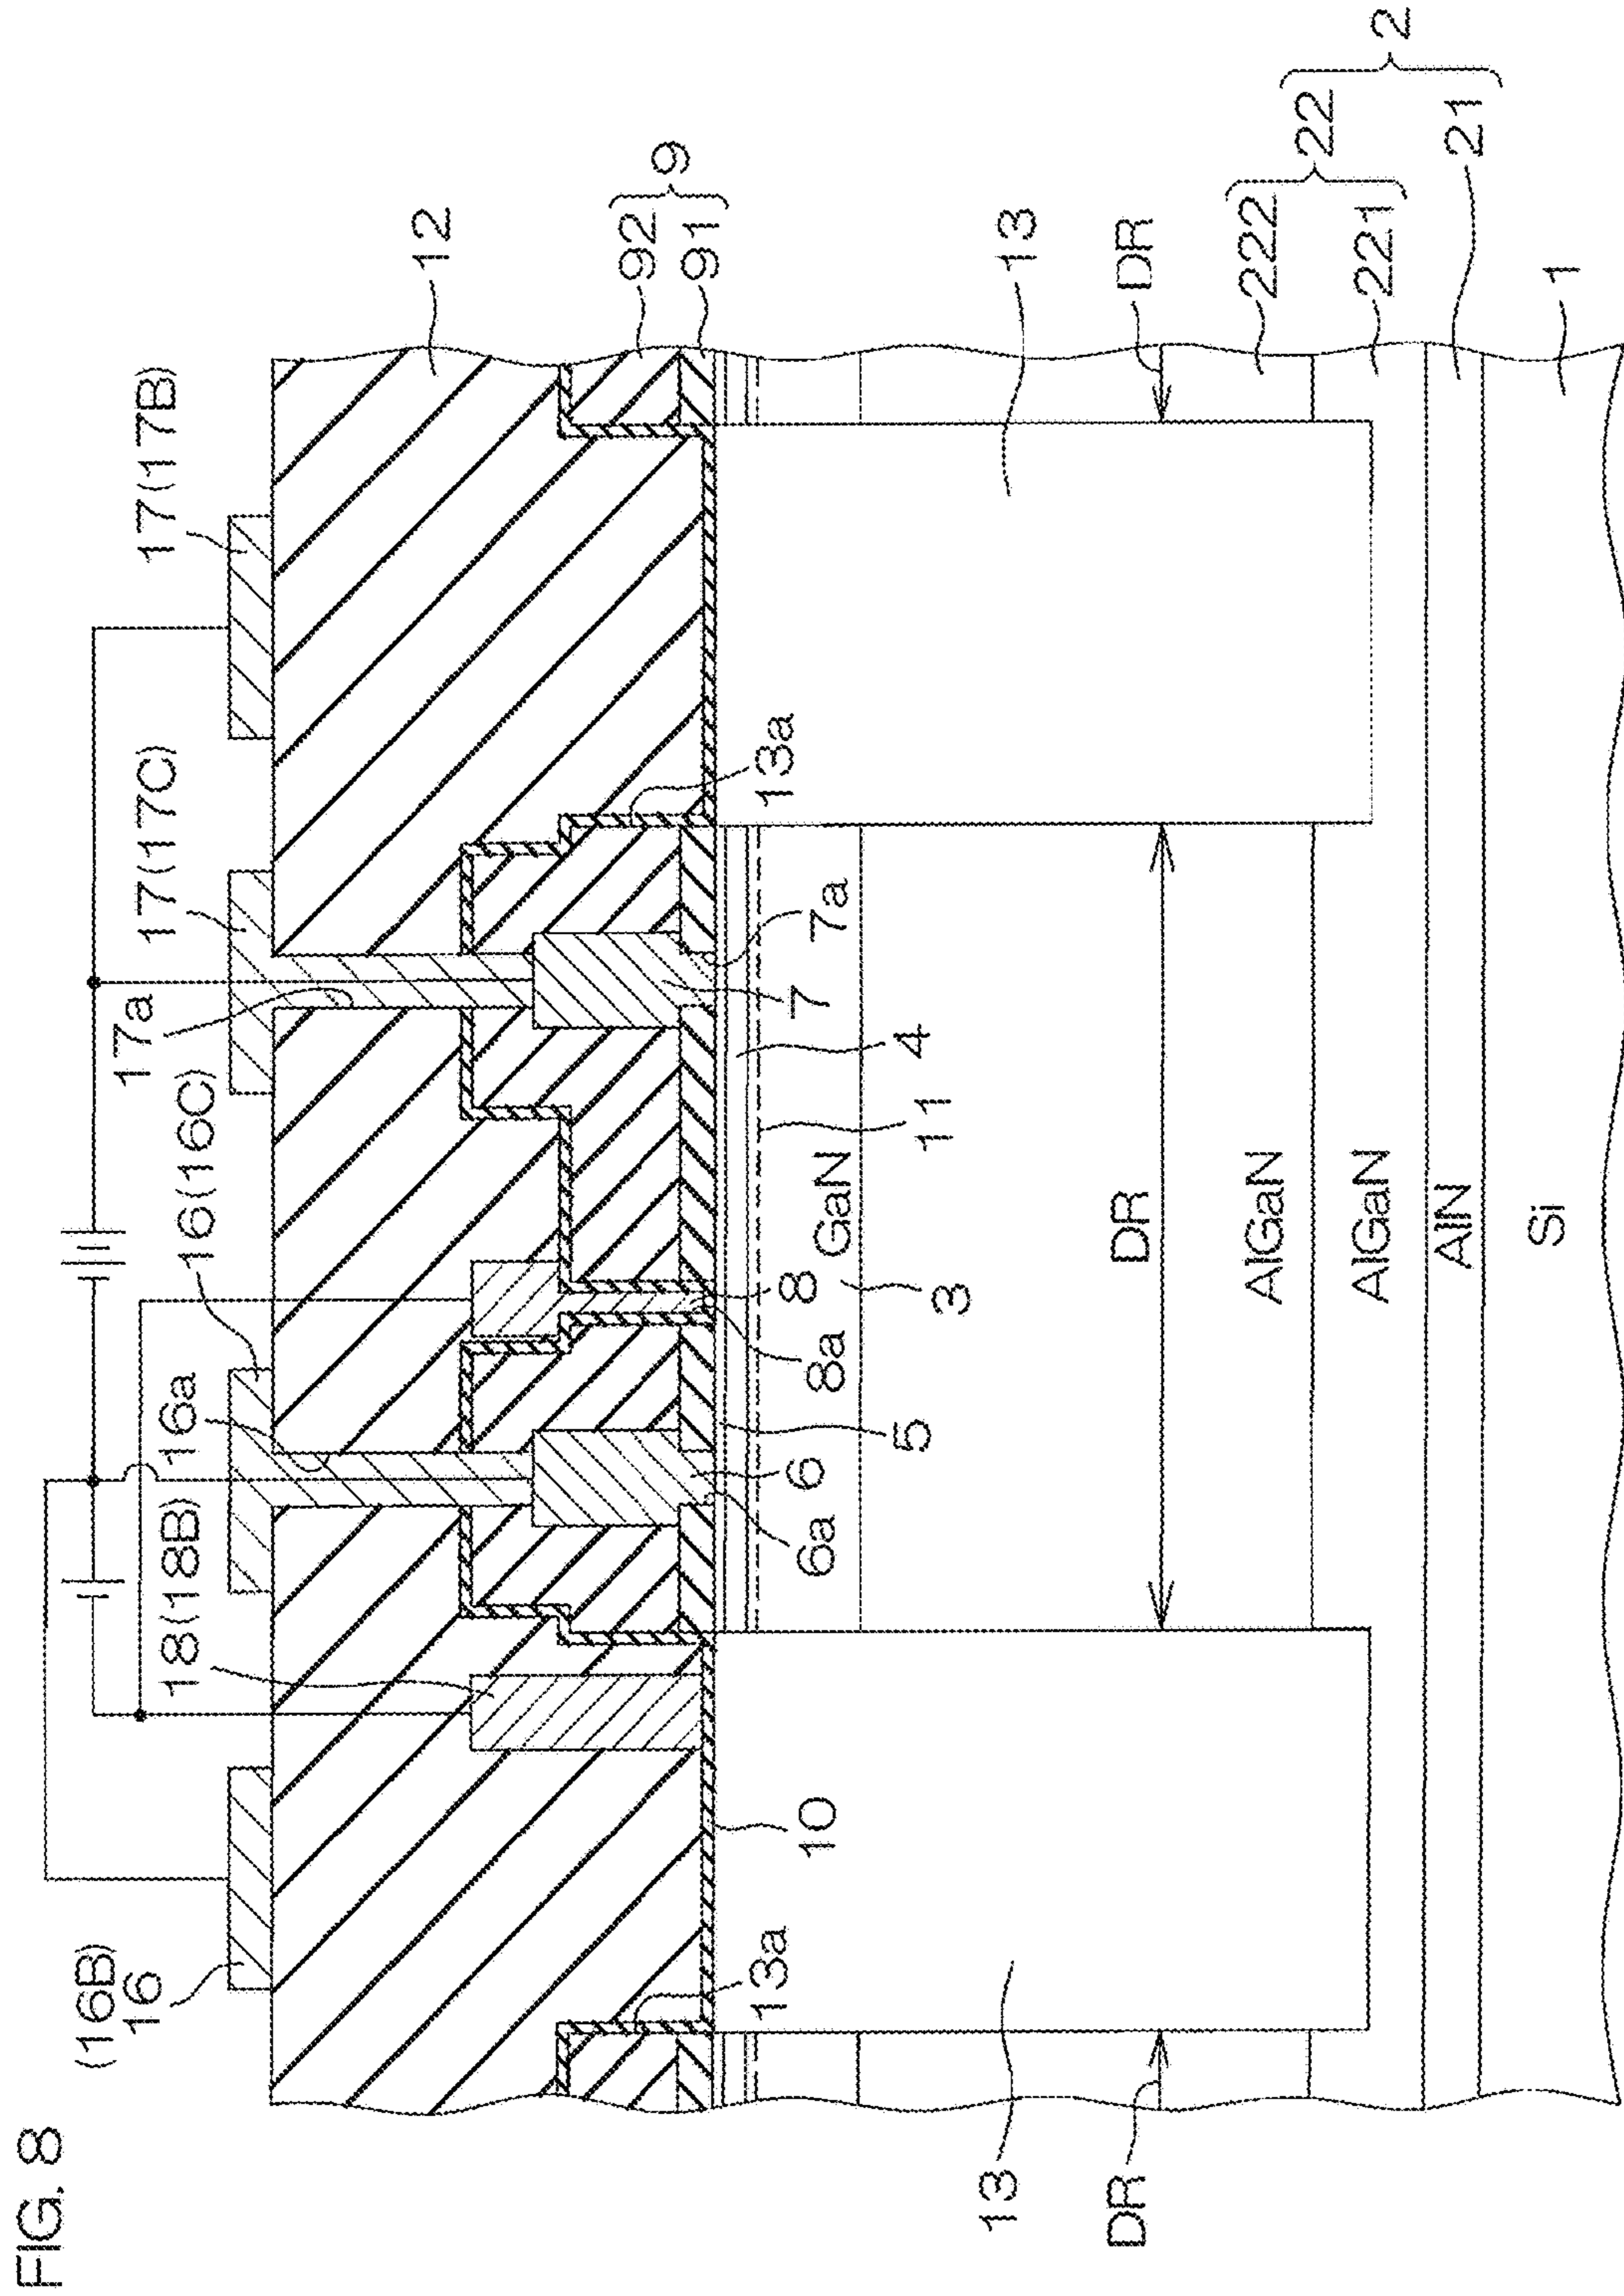 FIG. 8
(16B)
16
18(18B)
16a
16(16C)
17a
17(17C)
17(17B)
12
92
91
9
13a
10
6a
6
5
8a
8
3
GaN
11
4
7
7a
13a
13
13
DR
DR
DR
AlGaN
AlGaN
AlN
Si
222
221
22
21
2
1